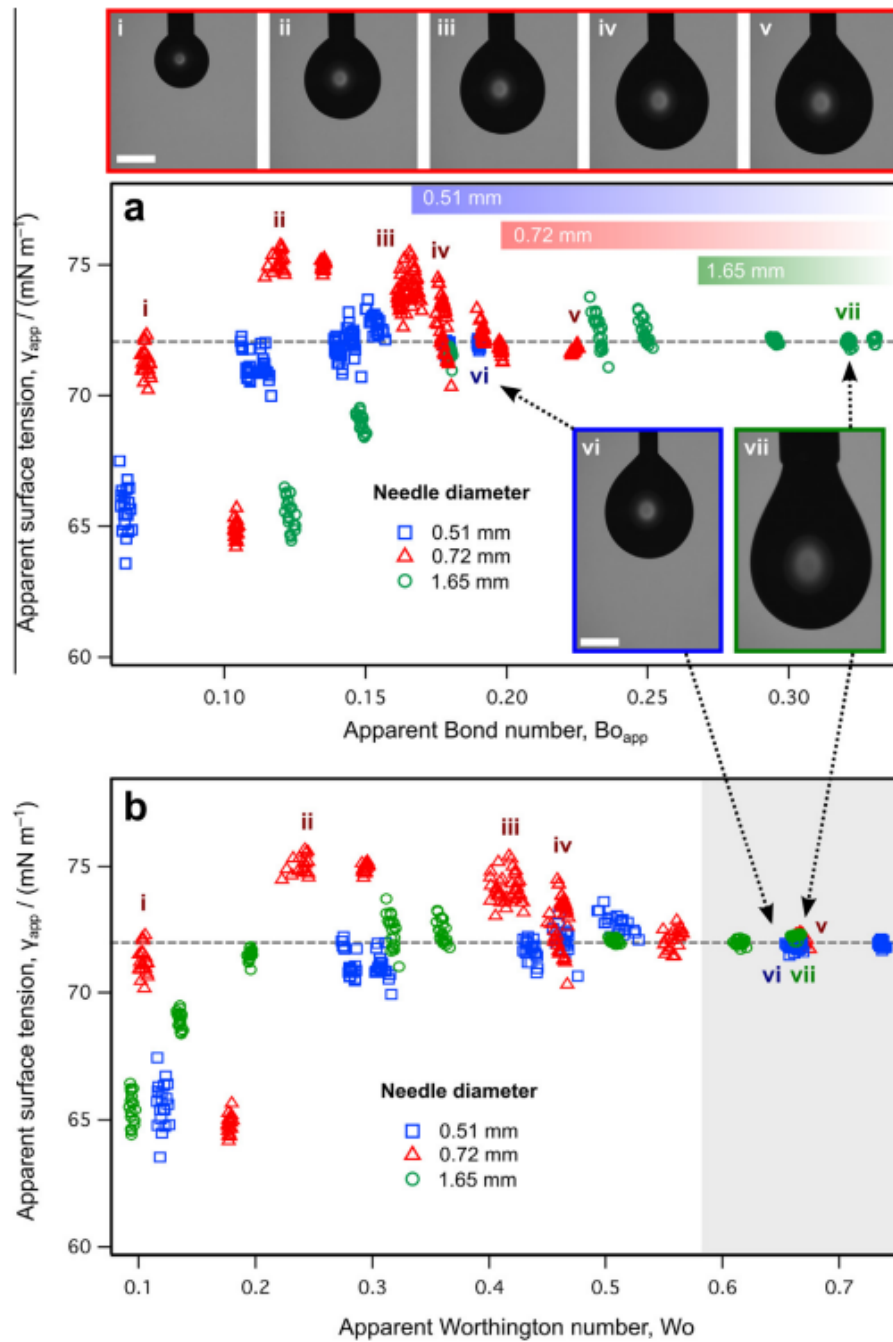 i ii iii iv v
a
0.51 mm
0.72 mm
1.65 mm
Apparent surface tension, γapp / (mN m⁻¹)
75
70
65
60
i
ii
iii
iv
v
vi
vii
Needle diameter
0.51 mm
0.72 mm
1.65 mm
vi vii
0.10 0.15 0.20 0.25 0.30
Apparent Bond number, Boapp
b
Apparent surface tension, γapp / (mN m⁻¹)
75
70
65
60
i
ii
iii
iv
v
vi vii
Needle diameter
0.51 mm
0.72 mm
1.65 mm
0.1 0.2 0.3 0.4 0.5 0.6 0.7
Apparent Worthington number, Wo